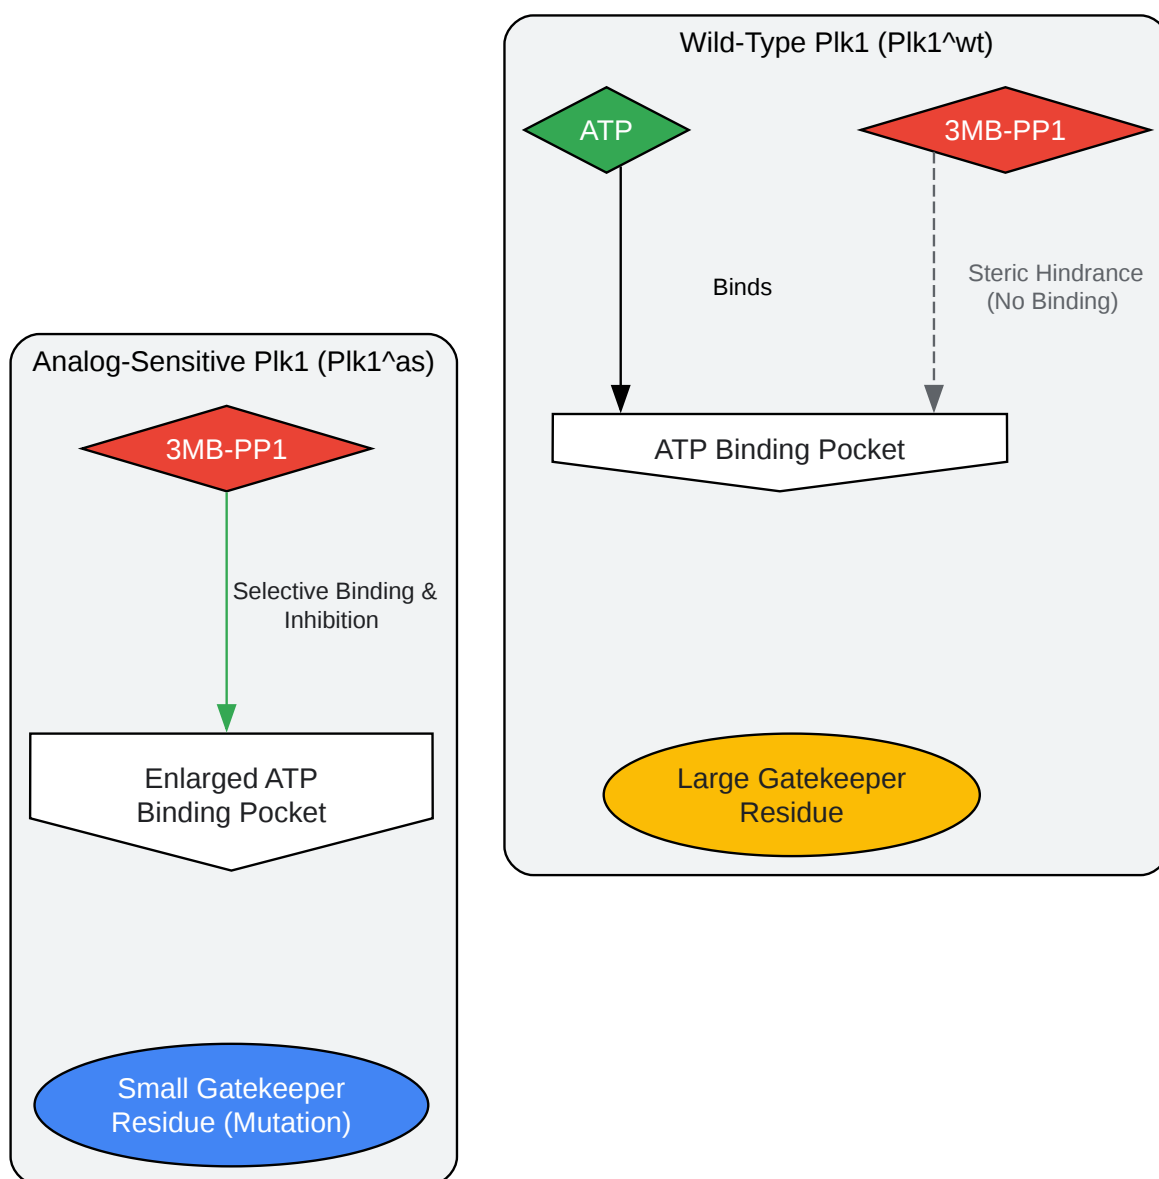 Wild-Type Plk1 (Plk1^wt)
ATP
3MB-PP1
Binds
Steric Hindrance
(No Binding)
ATP Binding Pocket
Large Gatekeeper
Residue
Analog-Sensitive Plk1 (Plk1^as)
3MB-PP1
Selective Binding &
Inhibition
Enlarged ATP
Binding Pocket
Small Gatekeeper
Residue (Mutation)